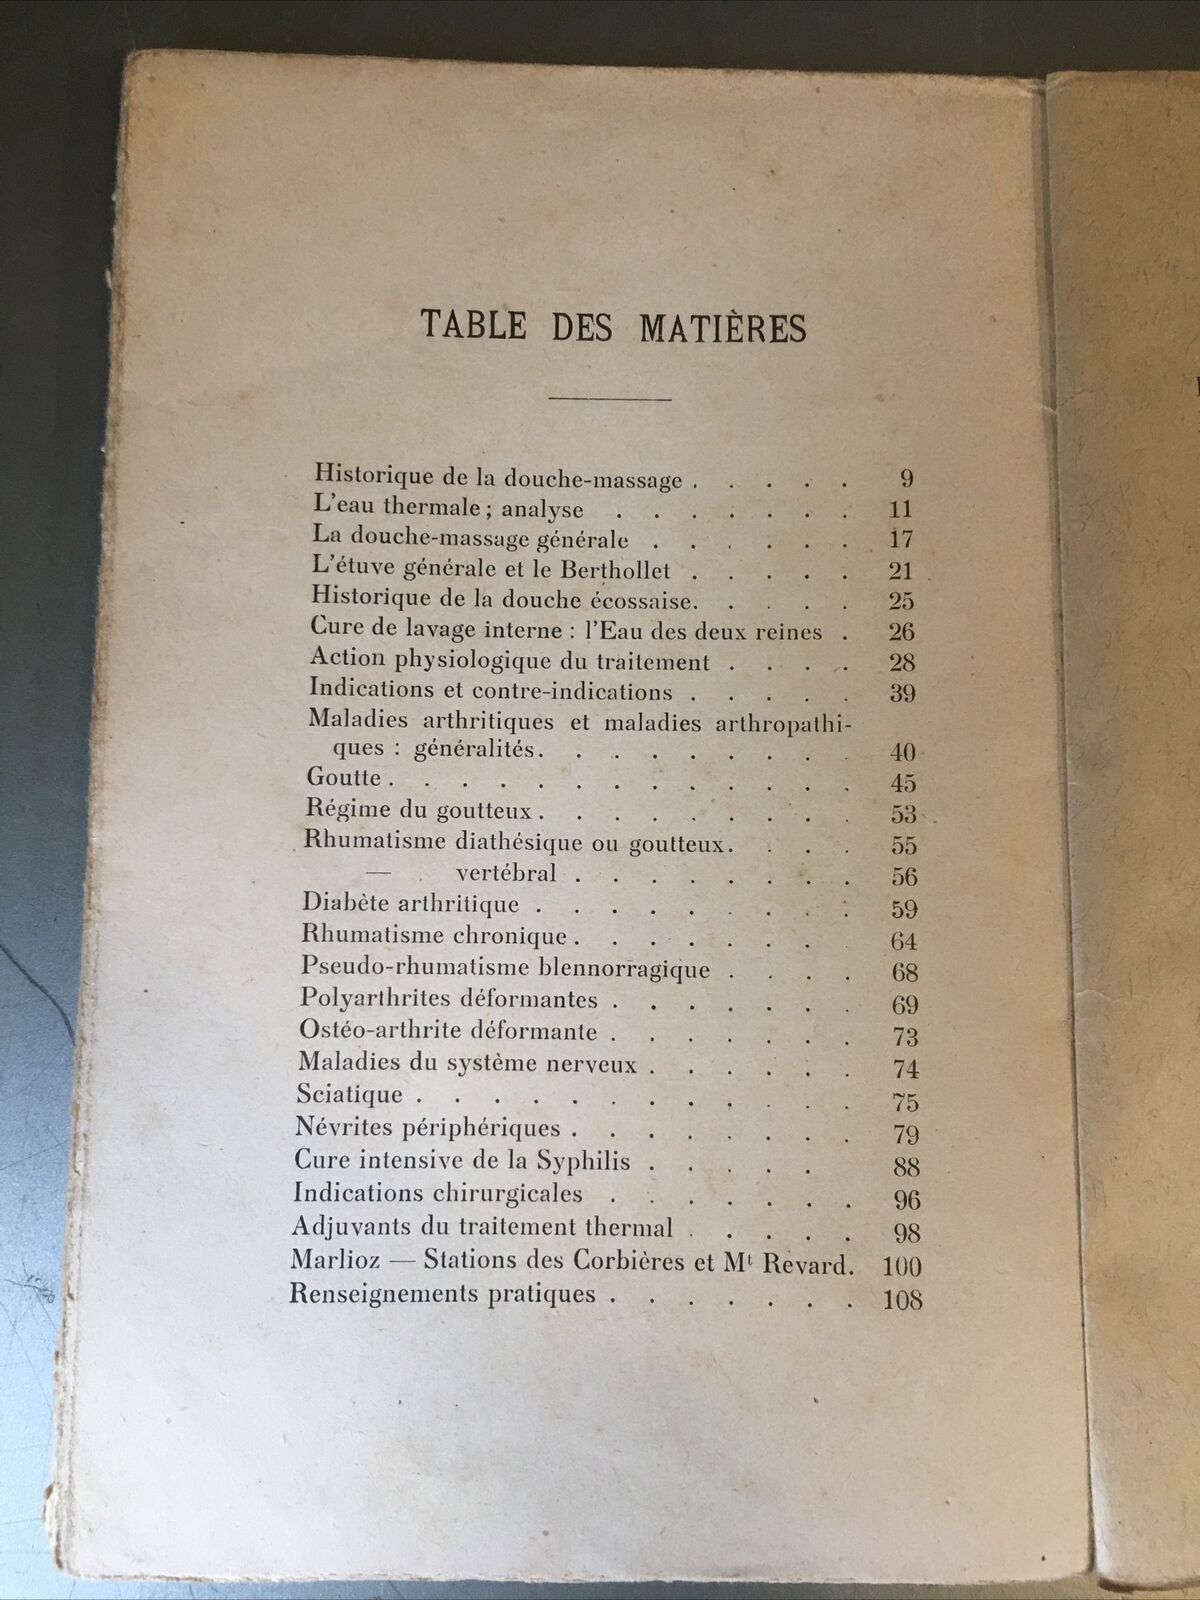 TABLE DES MATIÈRES
Historique de la douche-massage . . . . . 9
L'eau thermale ; analyse . . . . . . . 11
La douche-massage générale . . . . . . 17
L'étuve générale et le Berthollet . . . . . 21
Historique de la douche écossaise. . . . . 25
Cure de lavage interne : l'Eau des deux reines . 26
Action physiologique du traitement . . . . 28
Indications et contre-indications . . . . . 39
Maladies arthritiques et maladies arthropathi-
ques : généralités. . . . . . . . . 40
Goutte . . . . . . . . . . . . . 45
Régime du goutteux . . . . . . . . . 53
Rhumatisme diathésique ou goutteux. . . . 55
— vertébral . . . . . . . . 56
Diabète arthritique . . . . . . . . . 59
Rhumatisme chronique . . . . . . . . 64
Pseudo-rhumatisme blennorragique . . . . 68
Polyarthrites déformantes . . . . . . . 69
Ostéo-arthrite déformante . . . . . . . 73
Maladies du système nerveux . . . . . . 74
Sciatique . . . . . . . . . . . . 75
Névrites périphériques . . . . . . . . 79
Cure intensive de la Syphilis . . . . . 88
Indications chirurgicales . . . . . . . 96
Adjuvants du traitement thermal . . . . . 98
Marlioz — Stations des Corbières et Mt Revard. 100
Renseignements pratiques . . . . . . . 108